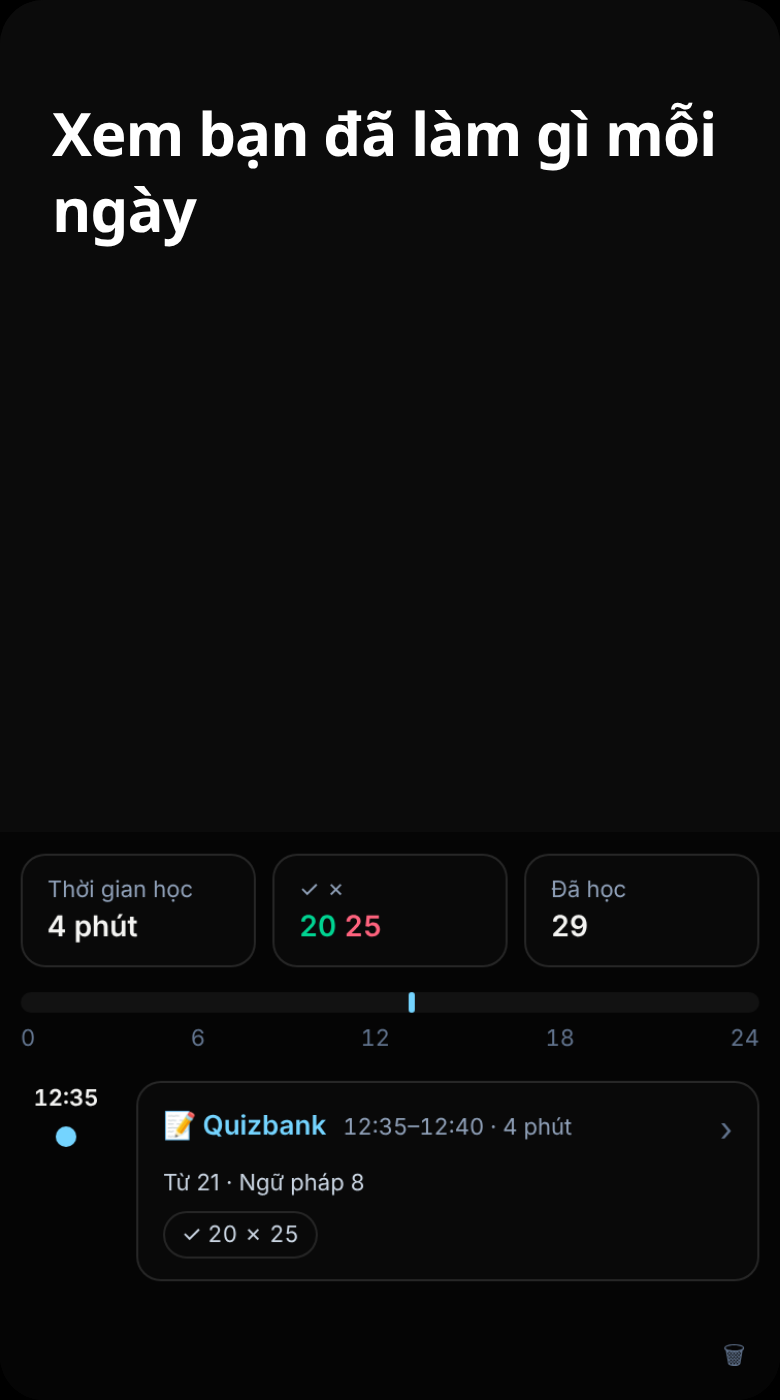 Xem bạn đã làm gì mỗi
ngày
Thời gian học
4 phút
✓ ×
20 25
Đã học
29
0 6 12 18 24
12:35
📝 Quizbank 12:35–12:40 · 4 phút ›
Từ 21 · Ngữ pháp 8
✓ 20 × 25